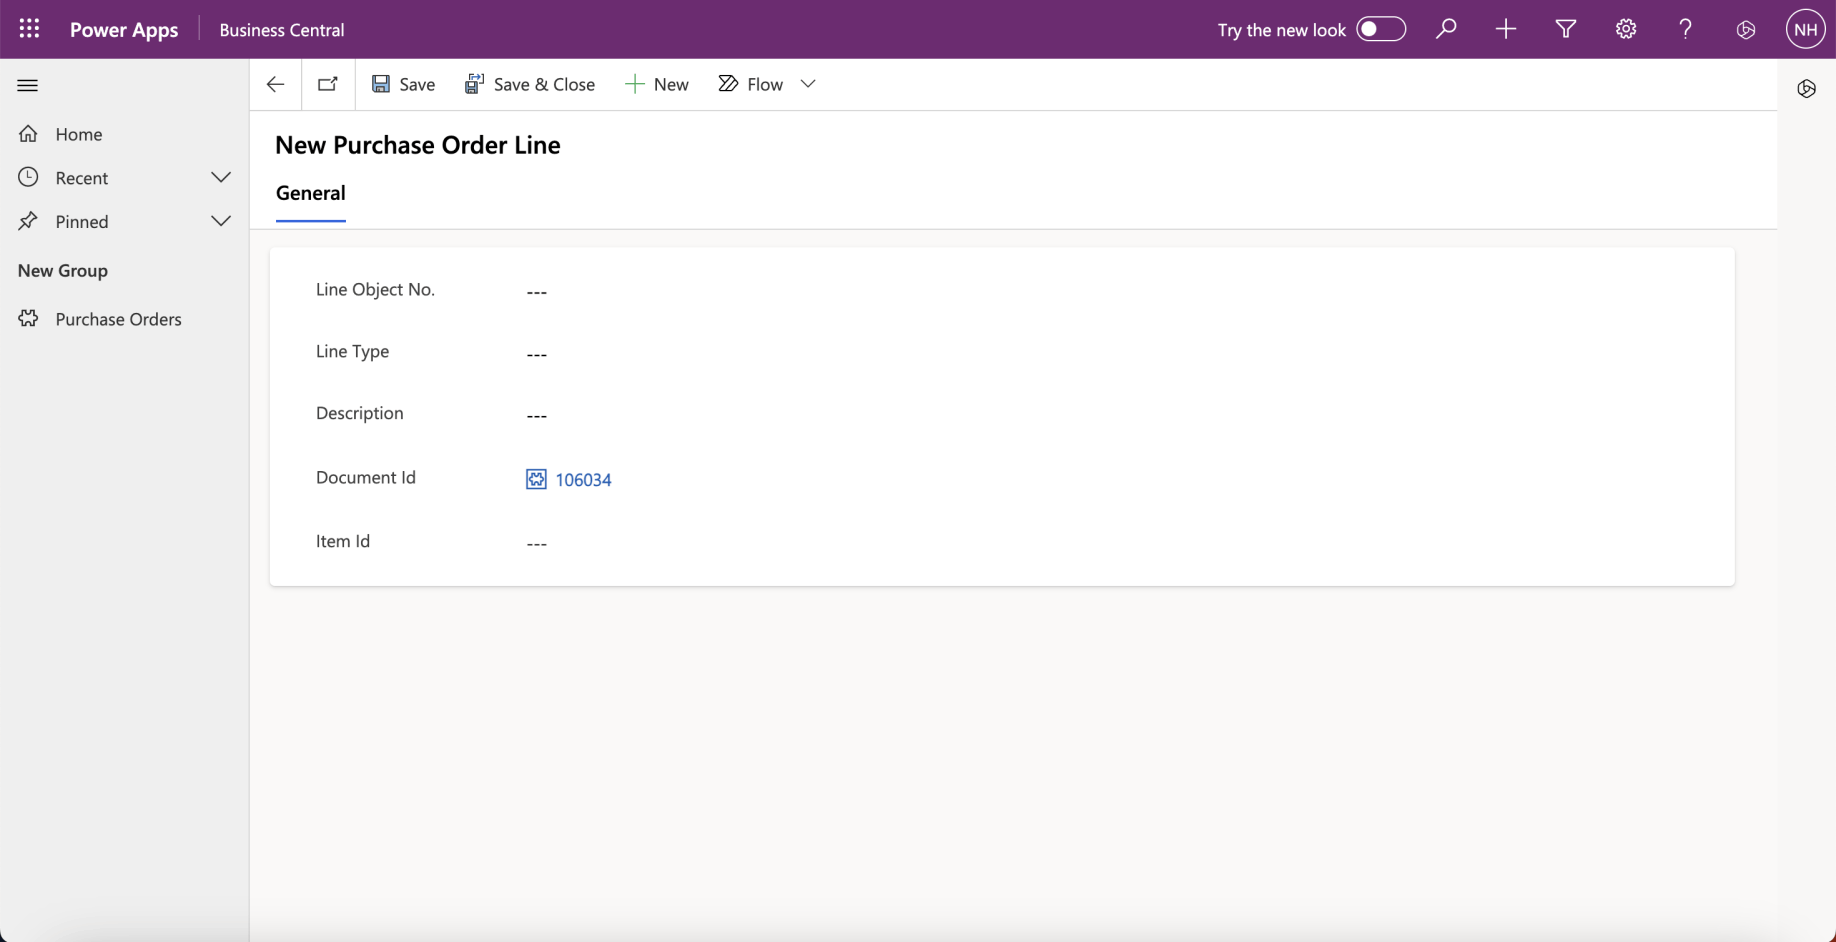 Power Apps Business Central Try the new look ? NH
Save Save & Close New Flow
Home
Recent
Pinned
New Group
Purchase Orders
New Purchase Order Line
General
Line Object No. ---
Line Type ---
Description ---
Document Id 106034
Item Id ---